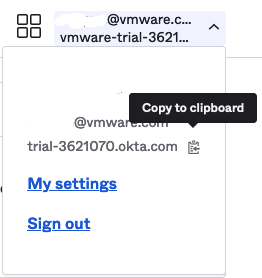 @vmware.c...
vmware-trial-3621...
Copy to clipboard
@vmware.com
trial-3621070.okta.com
My settings
Sign out